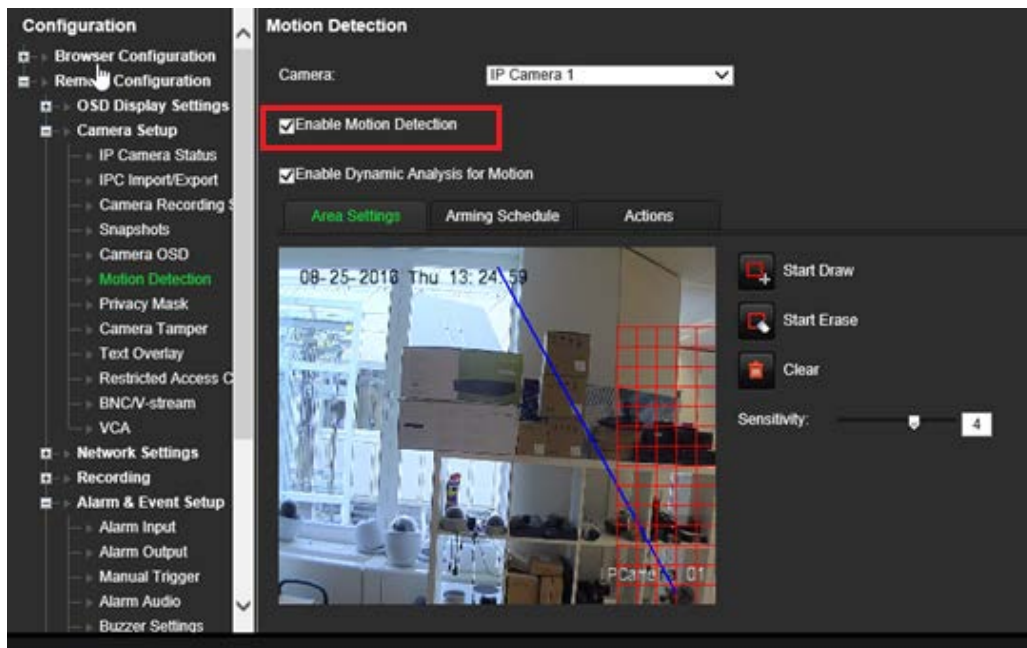 Configuration
Browser Configuration
Remo Configuration
OSD Display Settings
Camera Setup
IP Camera Status
IPC Import/Export
Camera Recording S
Snapshots
Camera OSD
Motion Detection
Privacy Mask
Camera Tamper
Text Overlay
Restricted Access C
BNC/V-stream
VCA
Network Settings
Recording
Alarm & Event Setup
Alarm Input
Alarm Output
Manual Trigger
Alarm Audio
Buzzer Settings
Motion Detection
Camera:
IP Camera 1
Enable Motion Detection
Enable Dynamic Analysis for Motion
Area Settings
Arming Schedule
Actions
08-25-2016 Thu 13:24:59
IPCamera 01
Start Draw
Start Erase
Clear
Sensitivity:
4